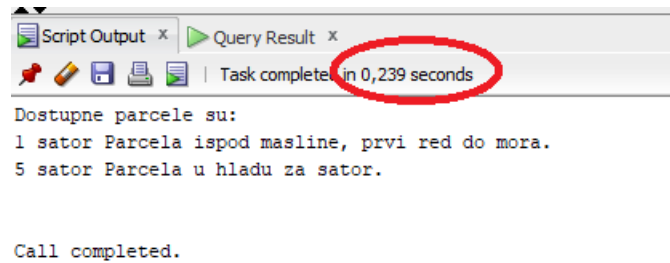 Script Output x Query Result x
Task completed in 0,239 seconds
Dostupne parcele su:
1 sator Parcela ispod masline, prvi red do mora.
5 sator Parcela u hladu za sator.
Call completed.